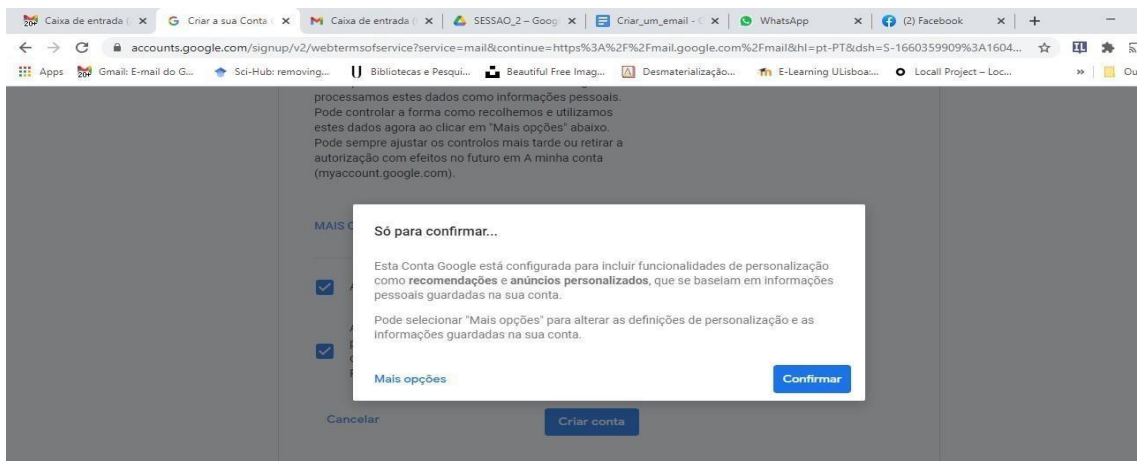 Caixa de entrada (
Criar a sua Conta
Caixa de entrada (
SESSAO_2 – Goog
Criar_um_email -
WhatsApp
(2) Facebook
accounts.google.com/signup/v2/webtermsofservice?service=mail&continue=https%3A%2F%2Fmail.google.com%2Fmail&hl=pt-PT&dsh=S-1660359909%3A1604...
Apps
Gmail: E-mail do G...
Sci-Hub: removing...
Bibliotecas e Pesqui...
Beautiful Free Imag...
Desmaterialização...
E-Learning ULisboa:...
Locall Project – Loc...
»
Ou
processamos estes dados como informações pessoais.
Pode controlar a forma como recolhemos e utilizamos
estes dados agora ao clicar em "Mais opções" abaixo.
Pode sempre ajustar os controlos mais tarde ou retirar a
autorização com efeitos no futuro em A minha conta
(myaccount.google.com).
MAIS
Só para confirmar...
Esta Conta Google está configurada para incluir funcionalidades de personalização
como recomendações e anúncios personalizados, que se baseiam em informações
pessoais guardadas na sua conta.
Pode selecionar "Mais opções" para alterar as definições de personalização e as
informações guardadas na sua conta.
Mais opções
Confirmar
Cancelar
Criar conta